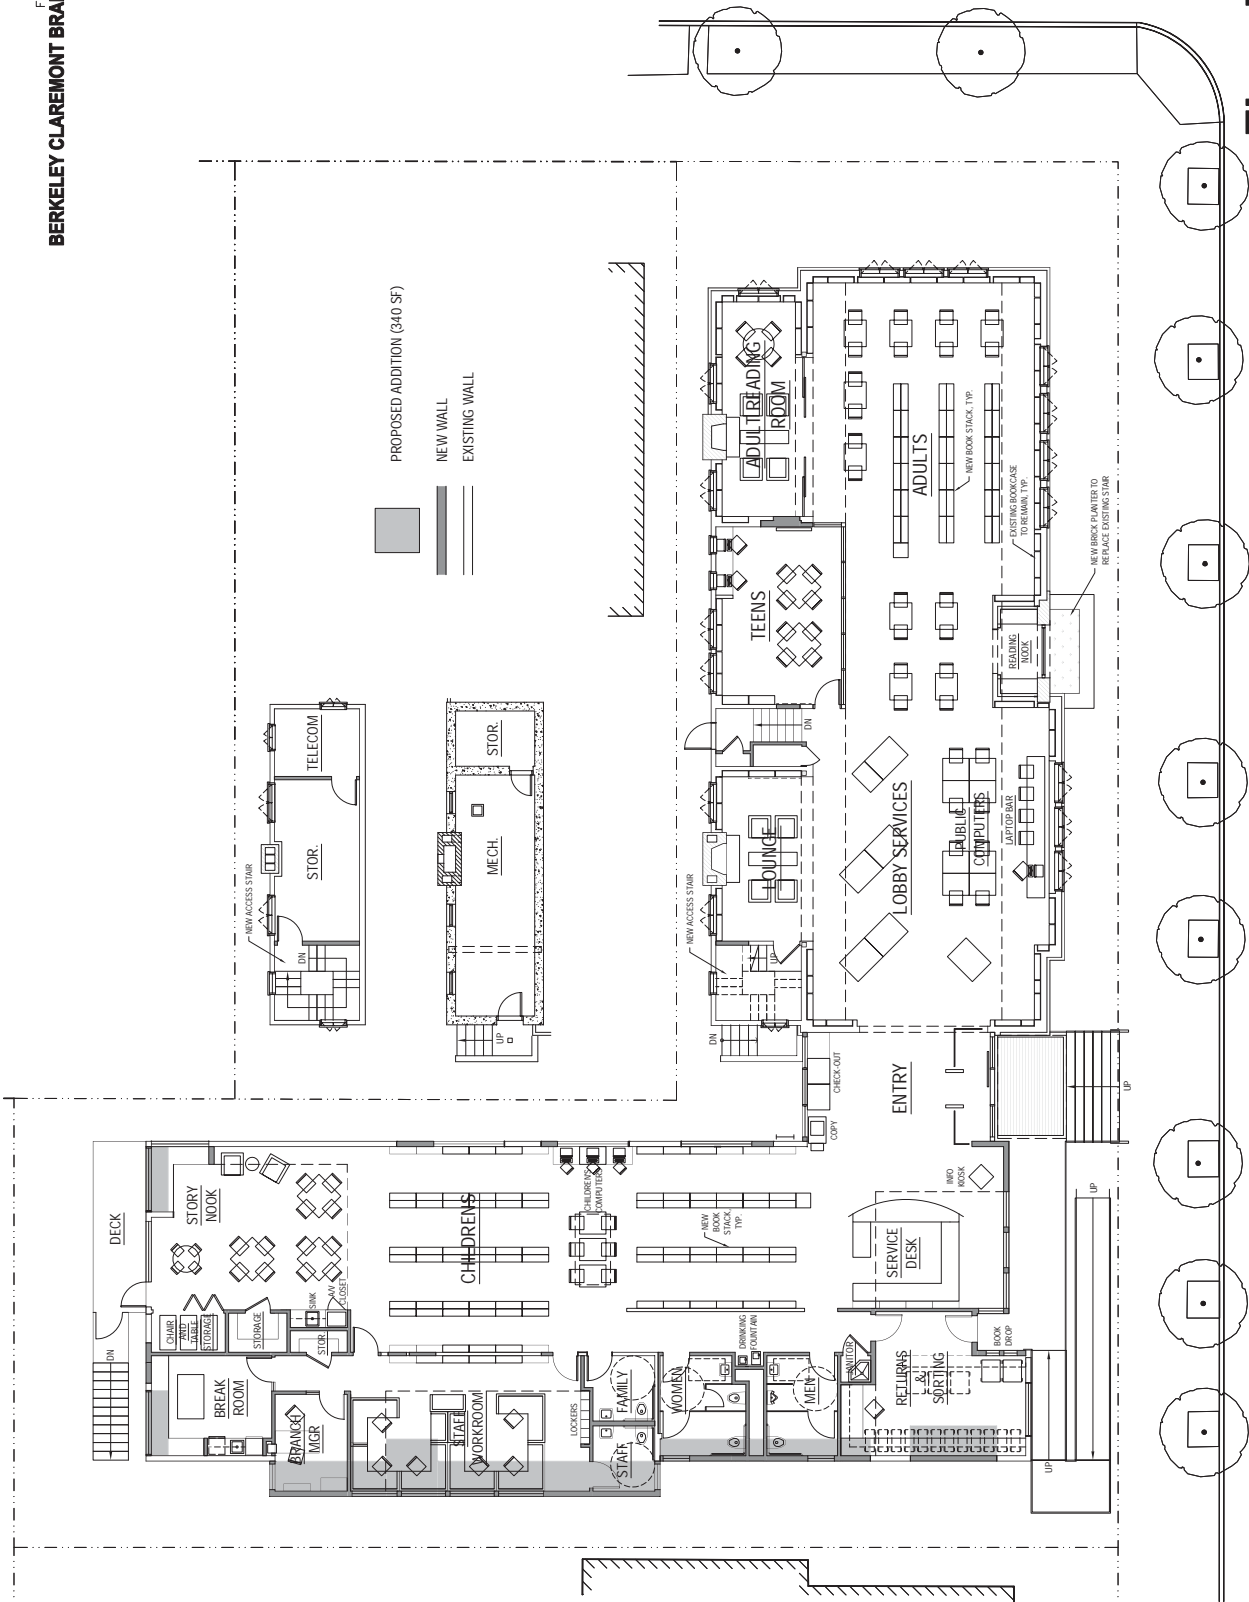 BERKELEY CLAREMONT BRA
PROPOSED ADDITION (340 SF)
NEW WALL
EXISTING WALL
TELECOM
STOR.
NEW ACCESS STAIR
DN
STOR.
MECH.
UP
ADULT READING
ROOM
ADULTS
NEW BOOK STACK, TYP.
EXISTING BOOKCASE
TO REMAIN, TYP.
NEW BRICK PLANTER TO
REPLACE EXISTING STAIR
TEENS
READING
NOOK
DN
LOUNGE
LOBBY SERVICES
PUBLIC
COMPUTERS
LAPTOP BAR
NEW ACCESS STAIR
UP
DN
CHECK-OUT
COPY
ENTRY
UP
INFO
KIOSK
UP
DECK
STORY
NOOK
CHILDRENS
CHILDREN'S
COMPUTERS
NEW
BOOK
STACK,
TYP.
SERVICE
DESK
CHAIR
AND
TABLE
STORAGE
STORAGE
SINK
A/V
CLOSET
STOR.
DN
BREAK
ROOM
BRANCH
MGR
STAFF
WORKROOM
LOCKERS
FAMILY
STAFF
WOMEN
DRINKING
FOUNTAIN
MEN
JANITOR
RETURNS
&
SORTING
BOOK
DROP
UP